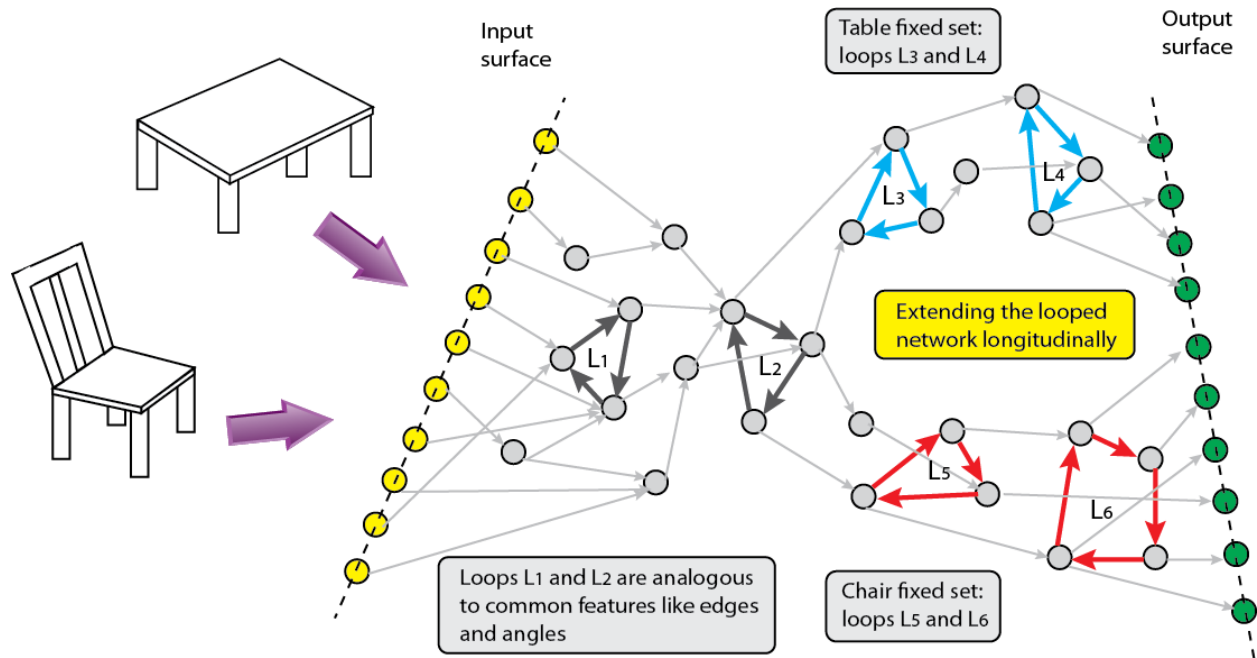 Input
surface
Table fixed set:
loops L3 and L4
Output
surface
L3
L4
Extending the looped
network longitudinally
L1
L2
L5
L6
Loops L1 and L2 are analogous
to common features like edges
and angles
Chair fixed set:
loops L5 and L6